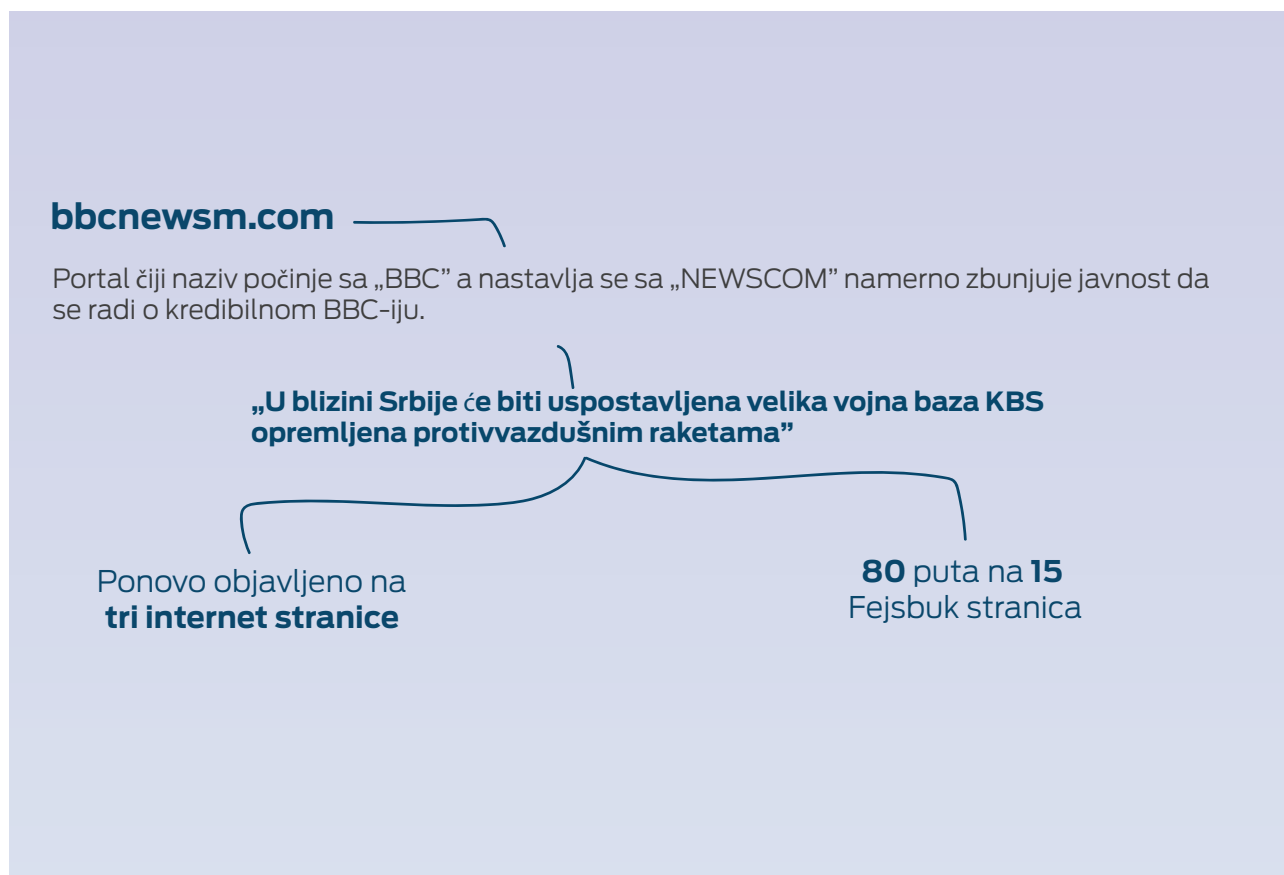 bbcnewsm.com
Portal čiji naziv počinje sa „BBC” a nastavlja se sa „NEWSCOM” namerno zbunjuje javnost da
se radi o kredibilnom BBC-iju.
„U blizini Srbije će biti uspostavljena velika vojna baza KBS
opremljena protivvazdušnim raketama”
Ponovo objavljeno na
tri internet stranice
80 puta na 15
Fejsbuk stranica